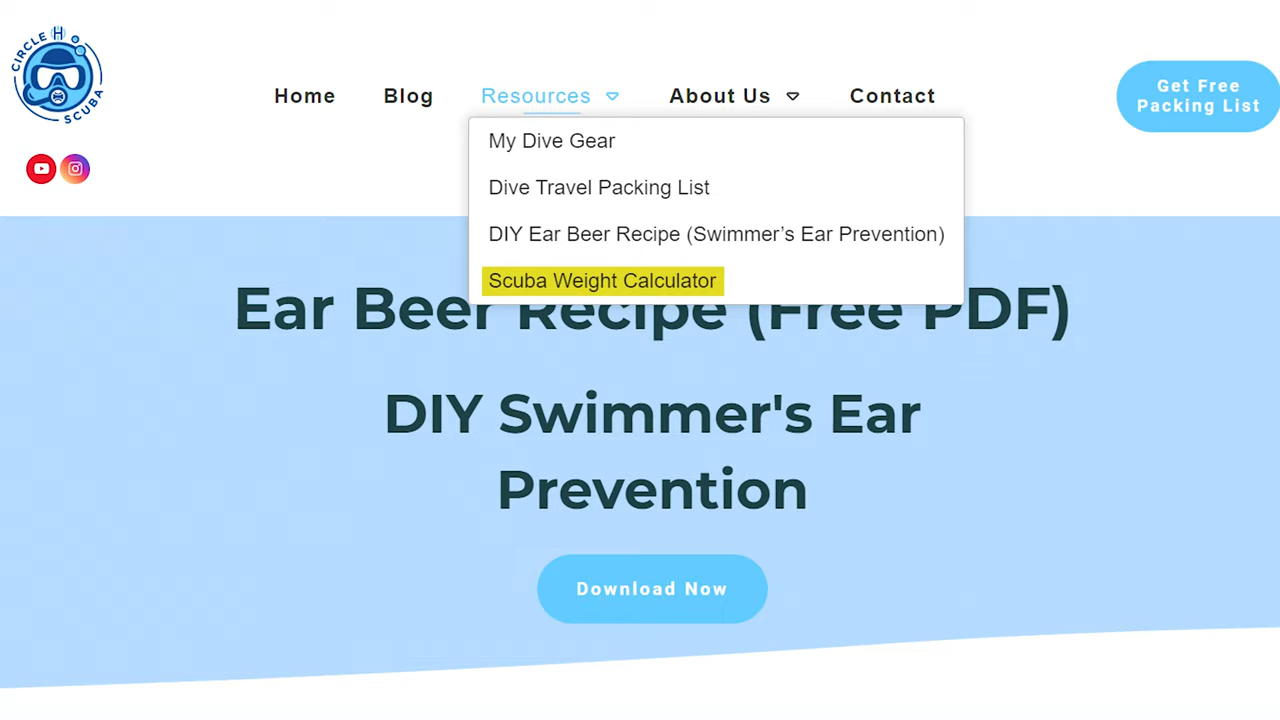 CIRCLE H SCUBA
Home
Blog
Resources
About Us
Contact
Get Free
Packing List
My Dive Gear
Dive Travel Packing List
DIY Ear Beer Recipe (Swimmer’s Ear Prevention)
Scuba Weight Calculator
Ear Beer Recipe (Free PDF)
DIY Swimmer's Ear
Prevention
Download Now